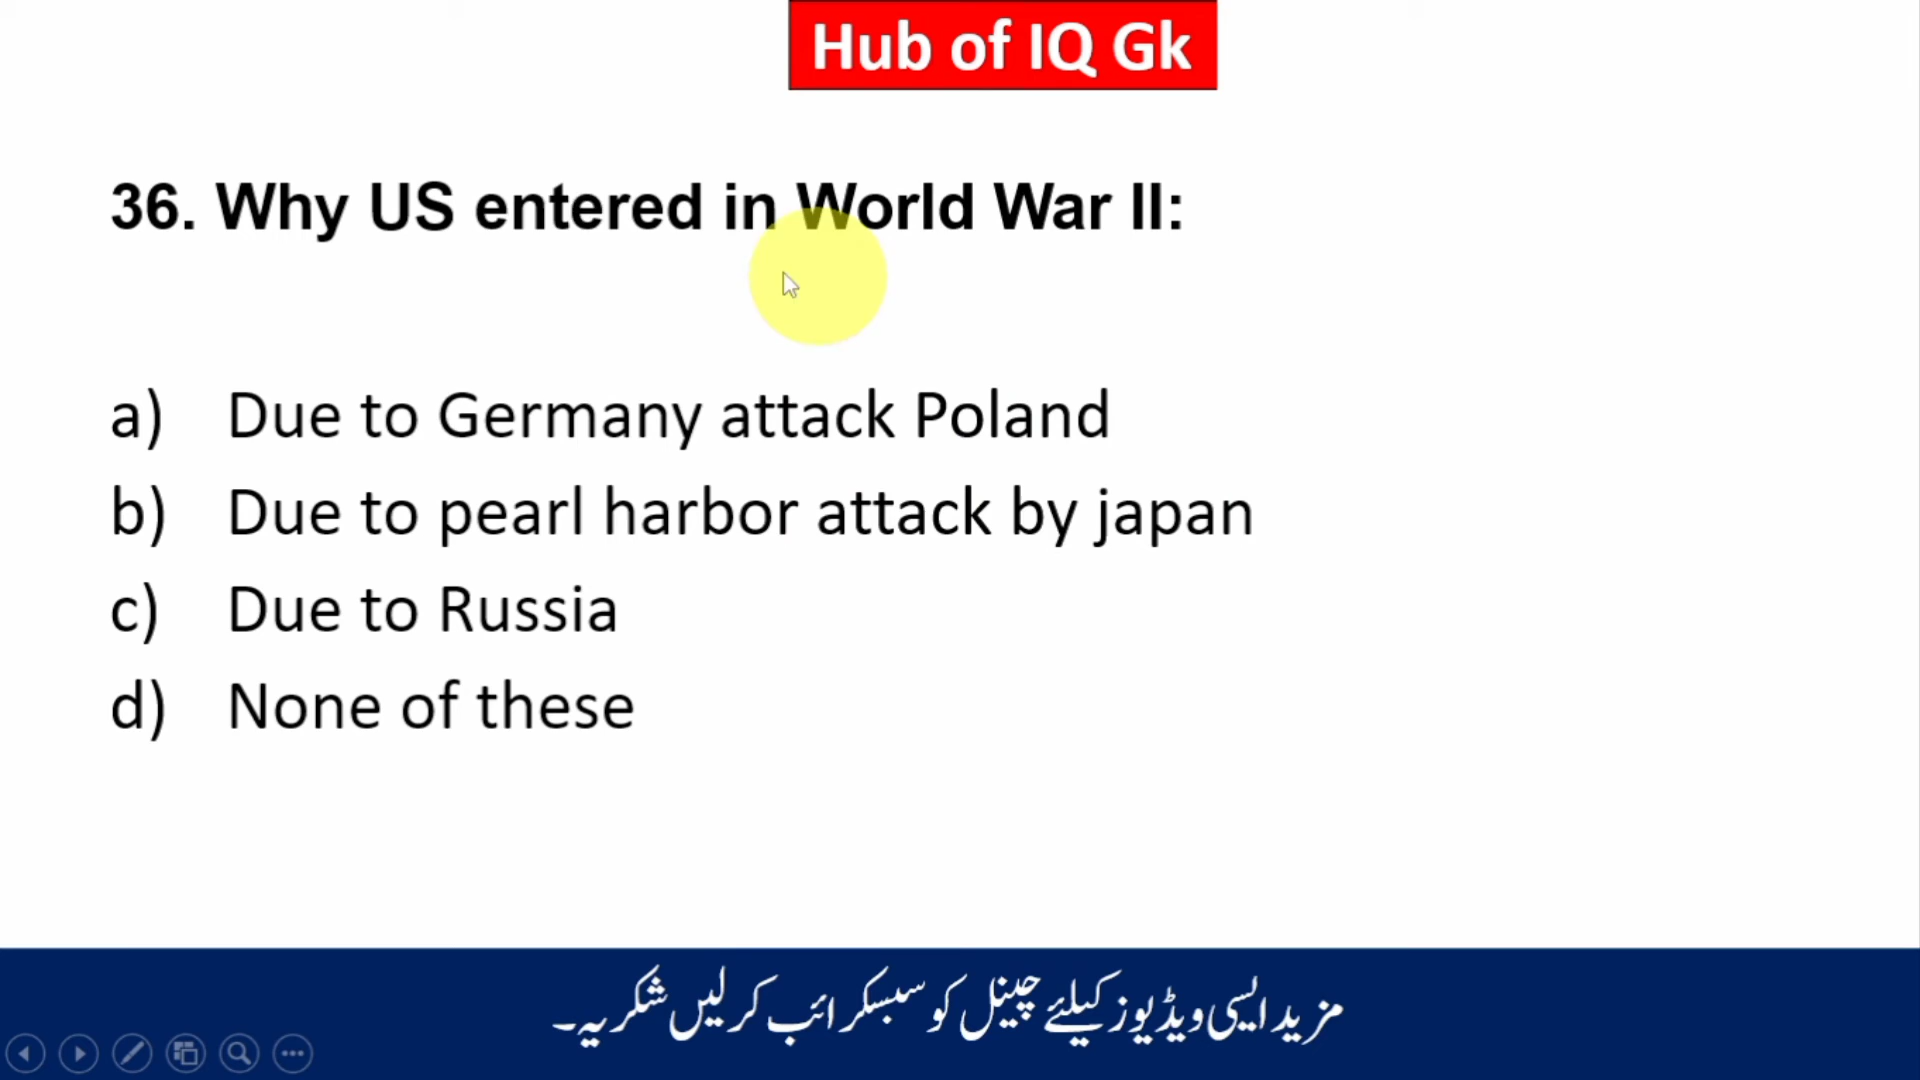 Hub of IQ Gk
36. Why US entered in World War II:
a) Due to Germany attack Poland
b) Due to pearl harbor attack by japan
c) Due to Russia
d) None of these
مزید ایسی ویڈیوز کیلئے چینل کو سبسکرائب کر لیں شکریہ۔